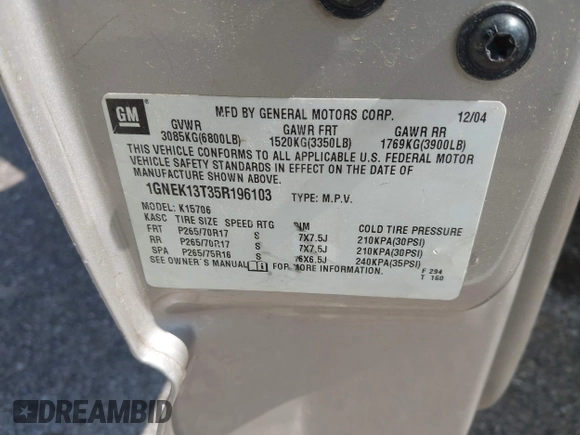 GM
MFD BY GENERAL MOTORS CORP. 12/04
GVWR GAWR FRT GAWR RR
3085KG(6800LB) 1520KG(3350LB) 1769KG(3900LB)
THIS VEHICLE CONFORMS TO ALL APPLICABLE U.S. FEDERAL MOTOR
VEHICLE SAFETY STANDARDS IN EFFECT ON THE DATE OF
MANUFACTURE SHOWN ABOVE.
1GNEK13T35R196103 TYPE: M.P.V.
MODEL: K15706
KASC TIRE SIZE SPEED RTG RIM COLD TIRE PRESSURE
FRT P265/70R17 S 17X7.5J 210KPA(30PSI)
RR P265/70R17 S 17X7.5J 210KPA(30PSI)
SPA P265/75R16 S 16X6.5J 240KPA(35PSI)
SEE OWNER'S MANUAL FOR MORE INFORMATION.
F 294
T 160
DREAMBID